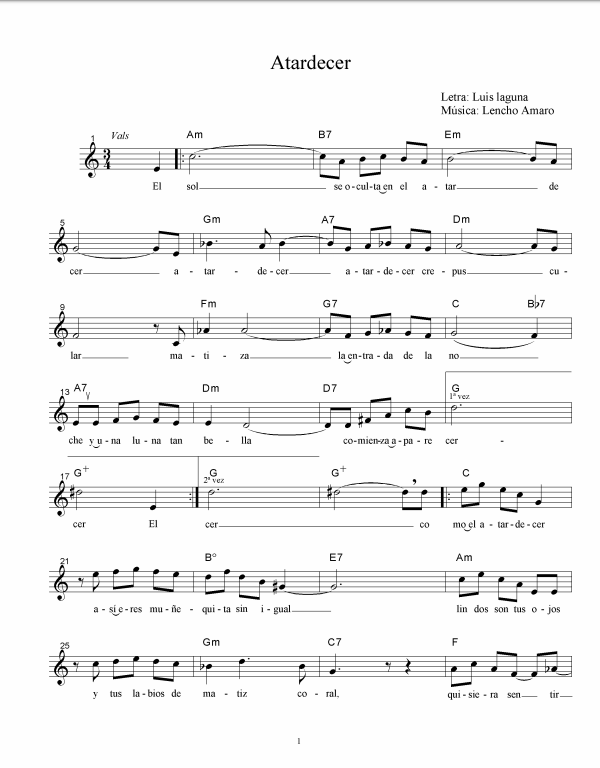 Atardecer
Letra: Luis laguna
Música: Lencho Amaro
1 Vals Am B7 Em
3 4
El sol se o-cul-ta en el a - tar de
5 Gm A7 Dm
cer a - tar - de - cer a - tar - de - cer cre - pus cu -
9 Fm G7 C B♭7
lar ma - ti - za la en-tra - da de la no
13 A7 Dm D7 G
1ª vez
che y u - na lu - na tan be - lla co - mien-za a-pa - re cer -
17 G+ G G+ C
2ª vez
cer El cer co mo el a - tar - de - cer
21 B° E7 Am
a - sí e - res mu - ñe - qui - ta sin i - gual lin dos son tus o - jos
25 Gm C7 F
y tus la - bios de ma - tiz co - ral, qui - sie - ra sen tir
1